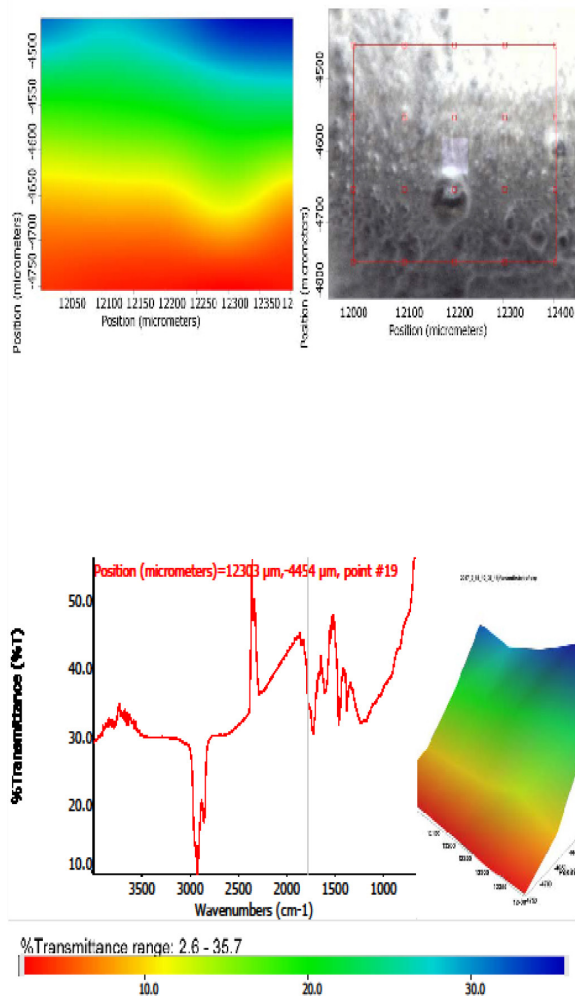 -4500
-4550
-4600
-4650
-4700
-4750
Position (micrometers)
12050 12100 12150 12200 12250 12300 12350 12
Position (micrometers)
-4500
-4600
-4700
-4800
Position (micrometers)
12000 12100 12200 12300 12400
Position (micrometers)
Position (micrometers)=12303 µm,-4454 µm, point #19
50.0
40.0
30.0
20.0
10.0
%Transmittance (%T)
3500 3000 2500 2000 1500 1000
Wavenumbers (cm-1)
%Transmittance range: 2.6 - 35.7
10.0 20.0 30.0